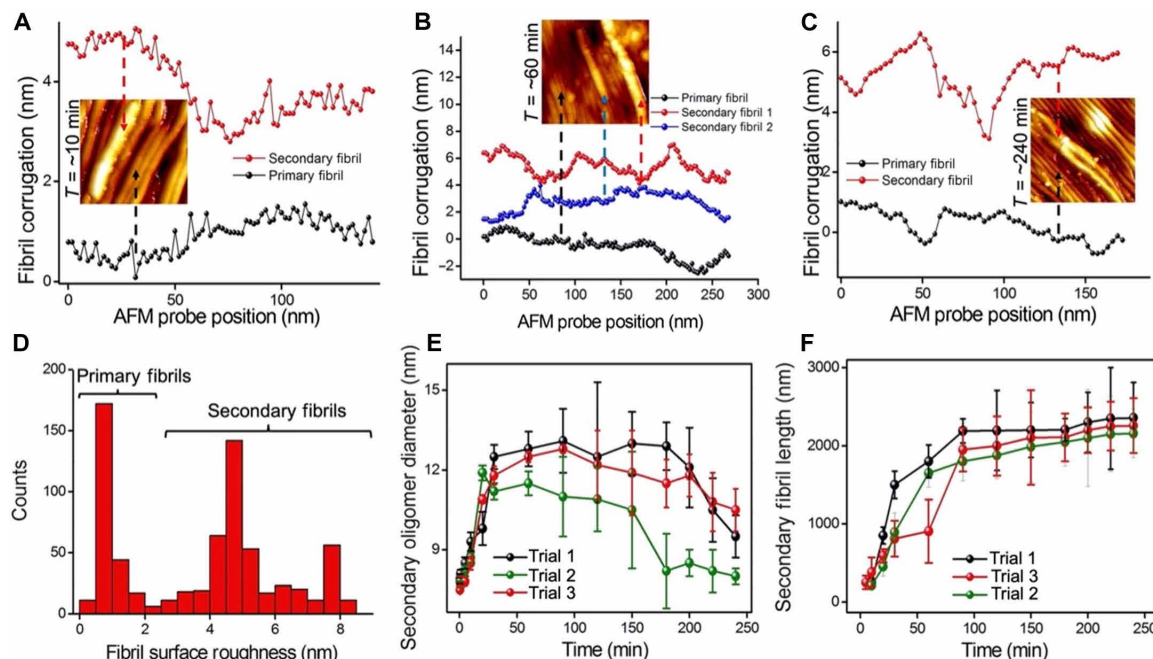 A
Fibril corrugation (nm)
4
2
0
T = ~10 min
Secondary fibril
Primary fibril
0 50 100
AFM probe position (nm)
B
Fibril corrugation (nm)
14
12
10
8
6
4
2
0
−2
T = ~60 min
Primary fibril
Secondary fibril 1
Secondary fibril 2
0 50 100 150 200 250 300
AFM probe position (nm)
C
Fibril corrugation (nm)
6
4
2
0
T = ~240 min
Primary fibril
Secondary fibril
0 50 100 150
AFM probe position (nm)
D
Counts
200
150
100
50
0
Primary fibrils
Secondary fibrils
0 2 4 6 8
Fibril surface roughness (nm)
E
Secondary oligomer diameter (nm)
15
12
9
Trial 1
Trial 2
Trial 3
0 50 100 150 200 250
Time (min)
F
Secondary fibril length (nm)
3000
2000
1000
0
Trial 1
Trial 3
Trial 2
0 50 100 150 200 250
Time (min)